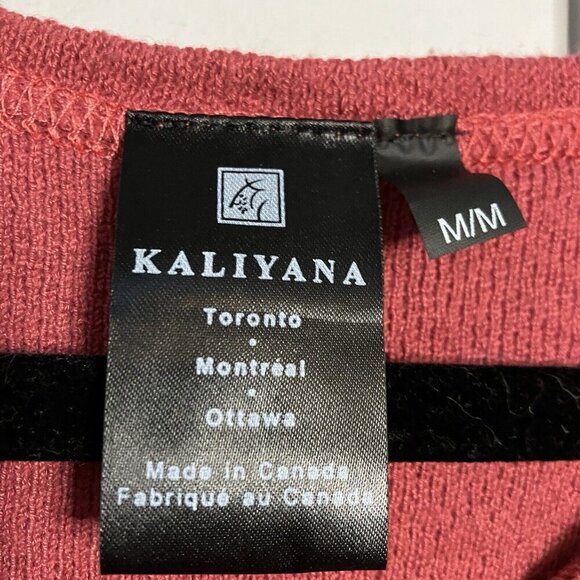 KALIYANA
Toronto
•
Montréal
•
Ottawa
Made in Canada
Fabriqué au Canada
M/M